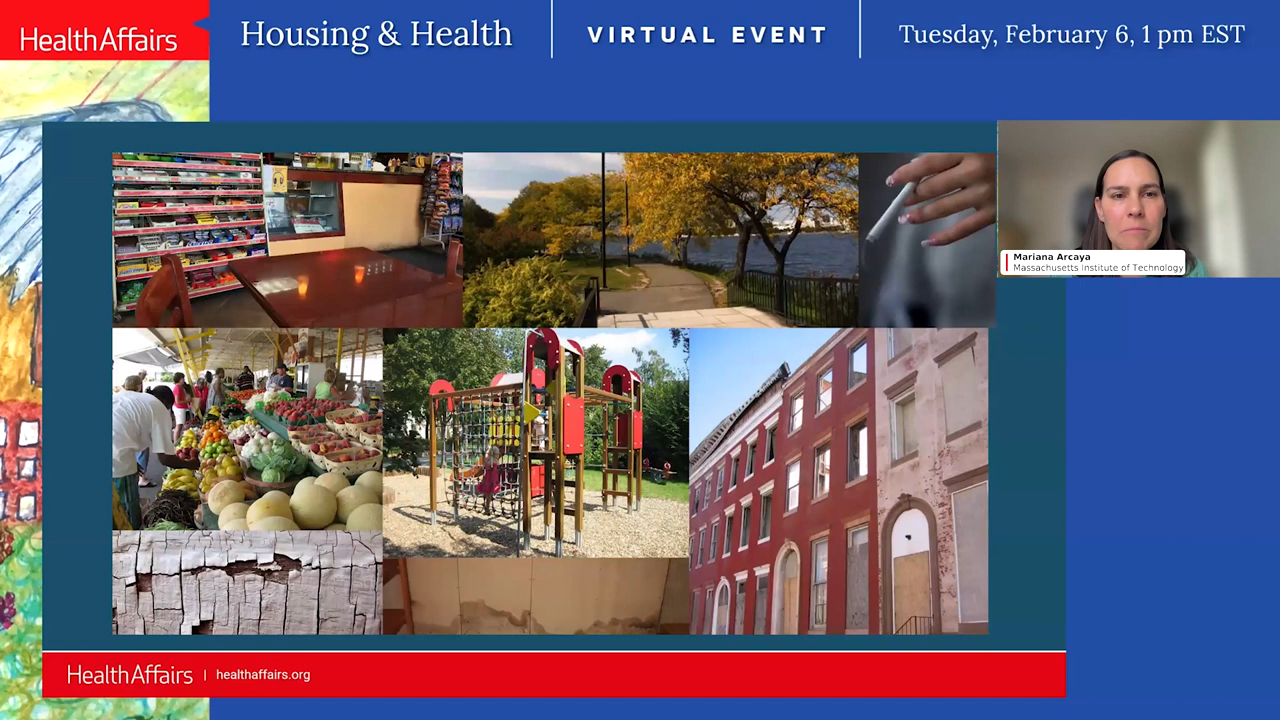 HealthAffairs
Housing & Health
VIRTUAL EVENT
Tuesday, February 6, 1 pm EST
Mariana Arcaya
Massachusetts Institute of Technology
HealthAffairs | healthaffairs.org